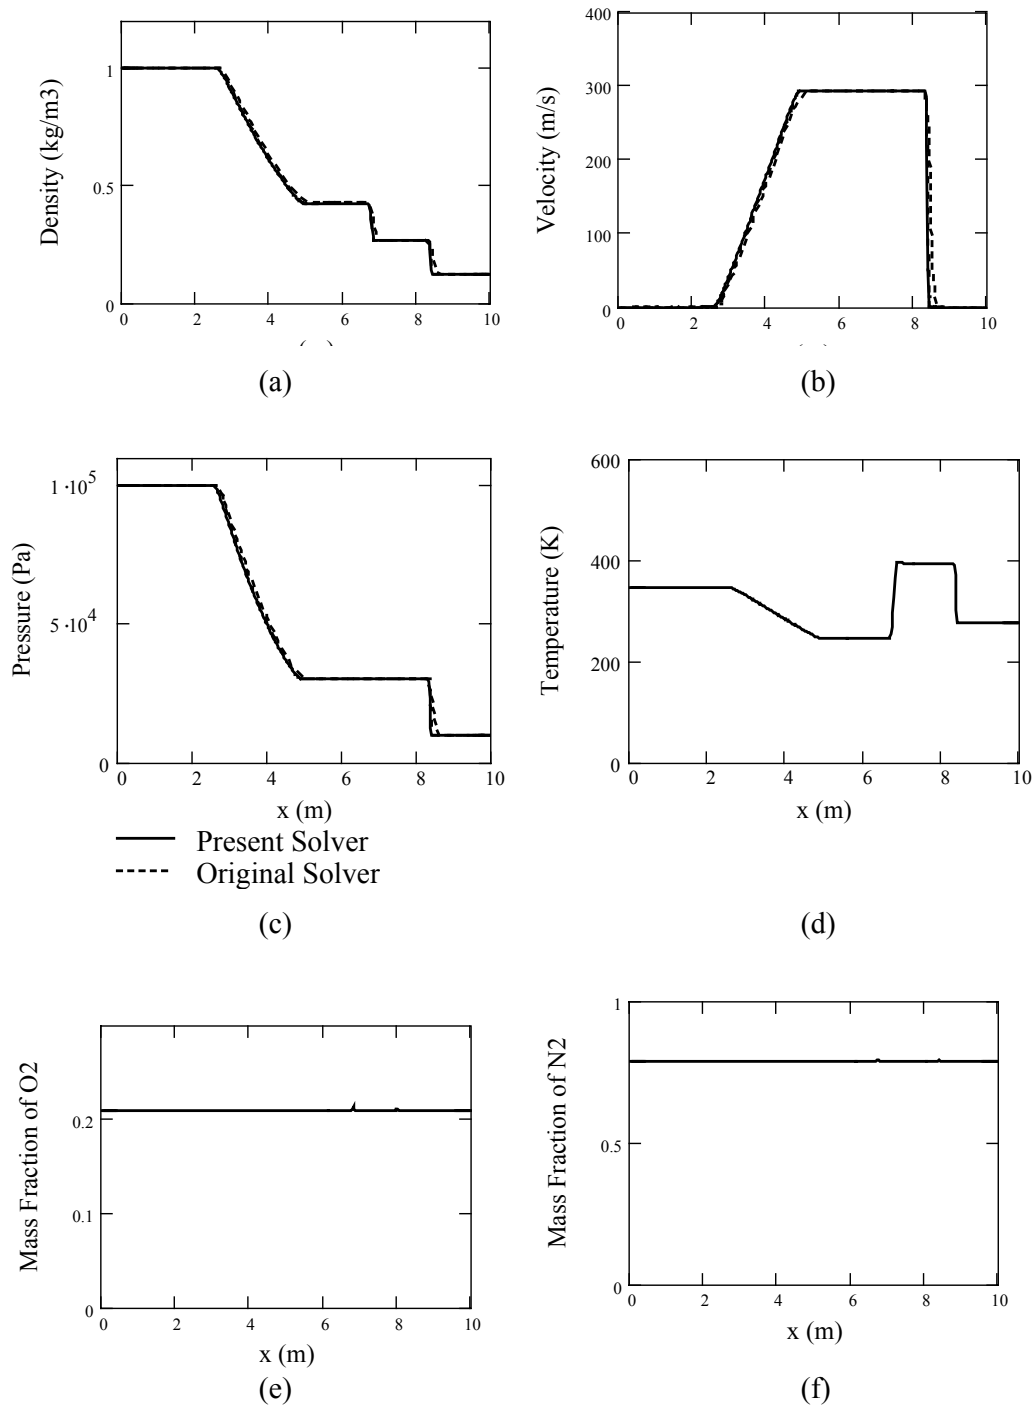 Density (kg/m3)
1
0.5
0
0 2 4 6 8 10
(a)
Velocity (m/s)
400
300
200
100
0
0 2 4 6 8 10
(b)
Pressure (Pa)
1·10⁵
5·10⁴
0
0 2 4 6 8 10
x (m)
Present Solver
Original Solver
(c)
Temperature (K)
600
400
200
0
0 2 4 6 8 10
x (m)
(d)
Mass Fraction of O2
0.2
0.1
0
0 2 4 6 8 10
x (m)
(e)
Mass Fraction of N2
1
0.5
0
0 2 4 6 8 10
x (m)
(f)